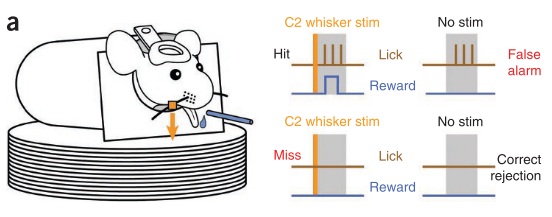 a
C2 whisker stim
No stim
Hit
Lick
False
alarm
Reward
C2 whisker stim
No stim
Miss
Lick
Correct
rejection
Reward